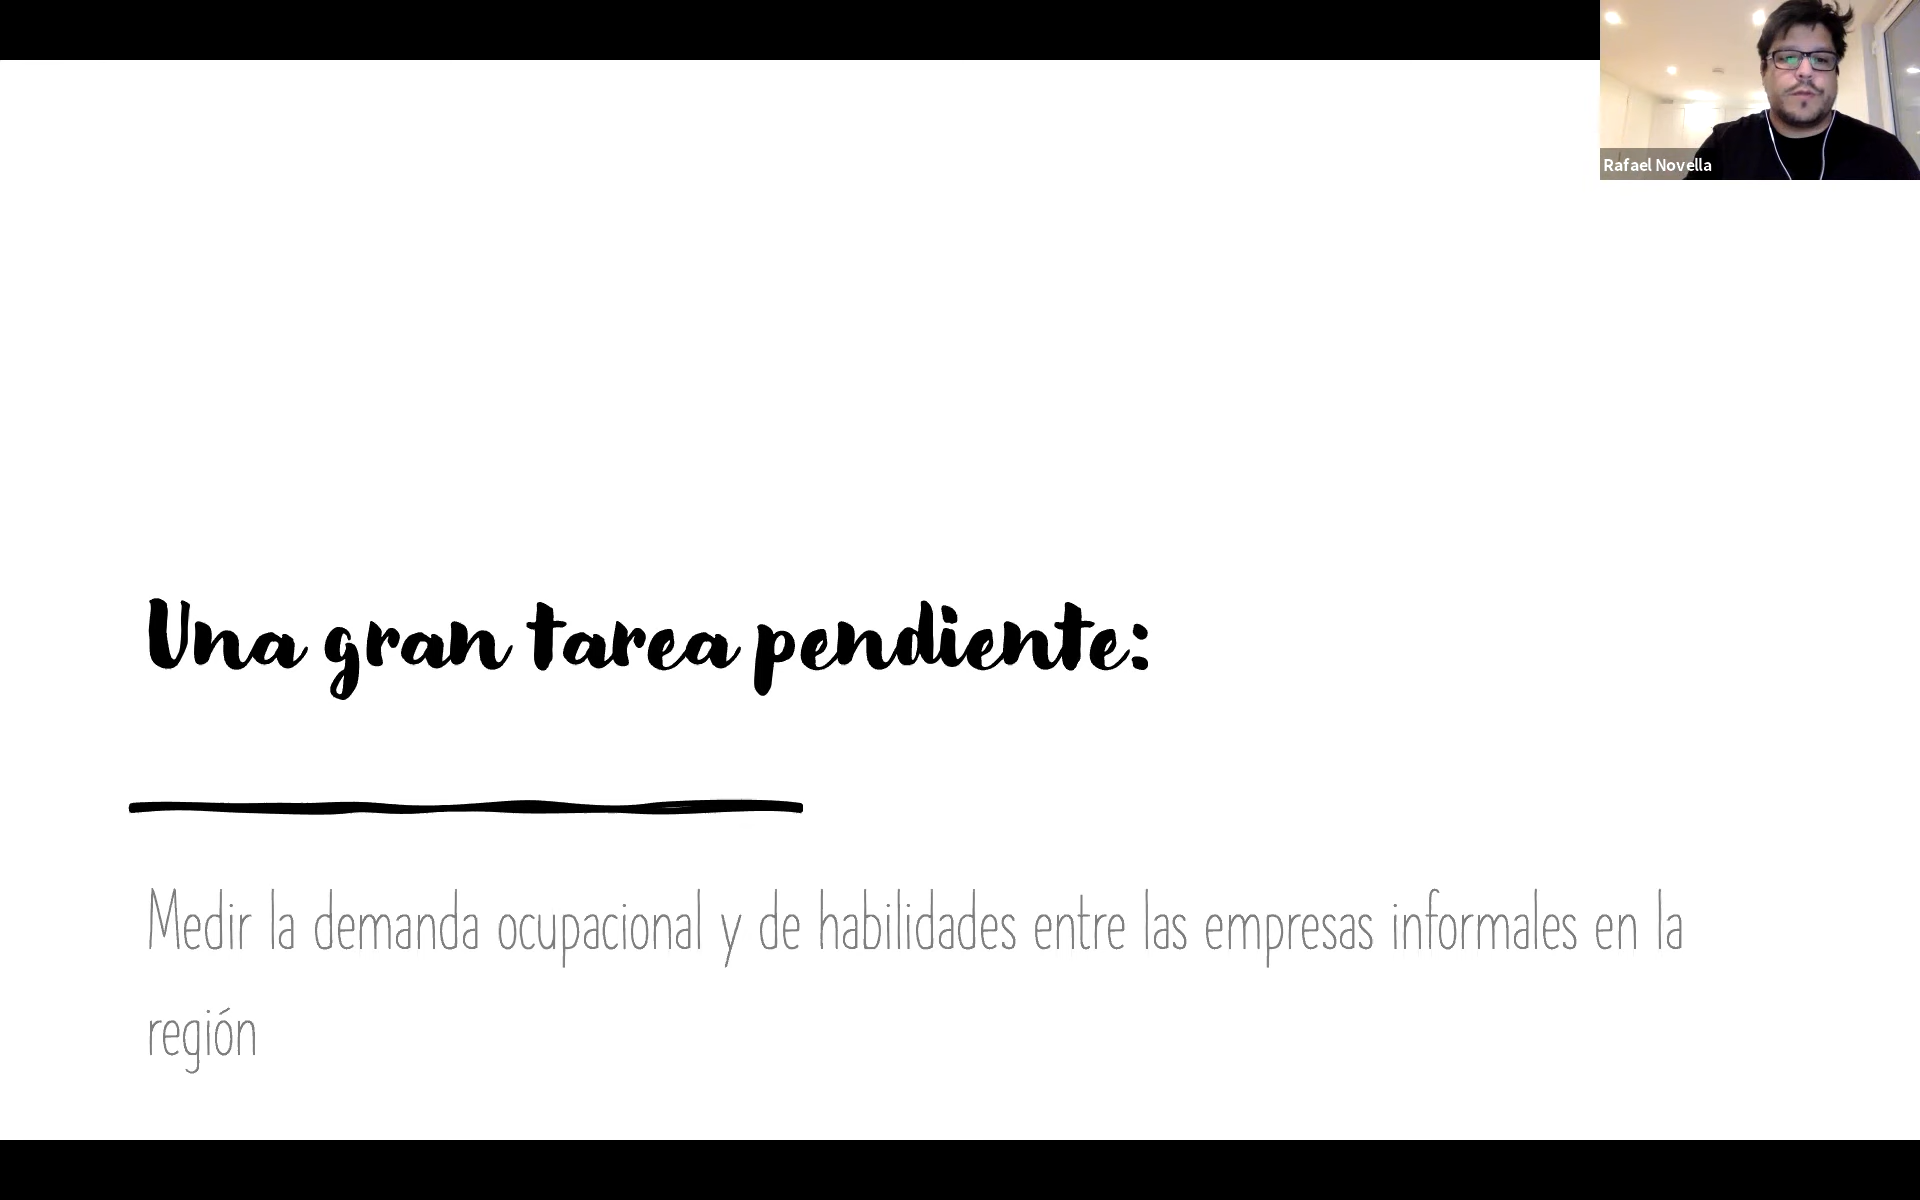 Rafael Novella
Una gran tarea pendiente:
Medir la demanda ocupacional y de habilidades entre las empresas informales en la
región